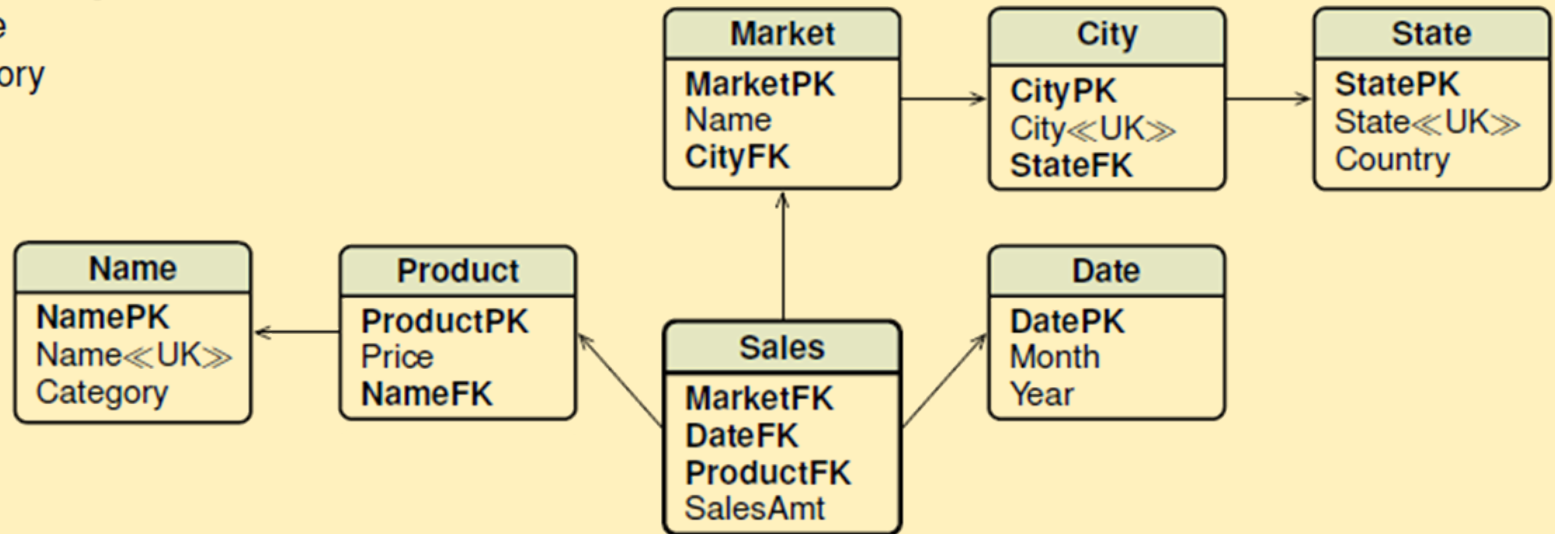 e
ory
Market
MarketPK
Name
CityFK
City
CityPK
City≪UK≫
StateFK
State
StatePK
State≪UK≫
Country
Name
NamePK
Name≪UK≫
Category
Product
ProductPK
Price
NameFK
Sales
MarketFK
DateFK
ProductFK
SalesAmt
Date
DatePK
Month
Year